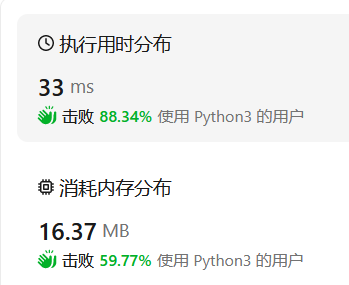 执行用时分布
33 ms
击败 88.34% 使用 Python3 的用户
消耗内存分布
16.37 MB
击败 59.77% 使用 Python3 的用户